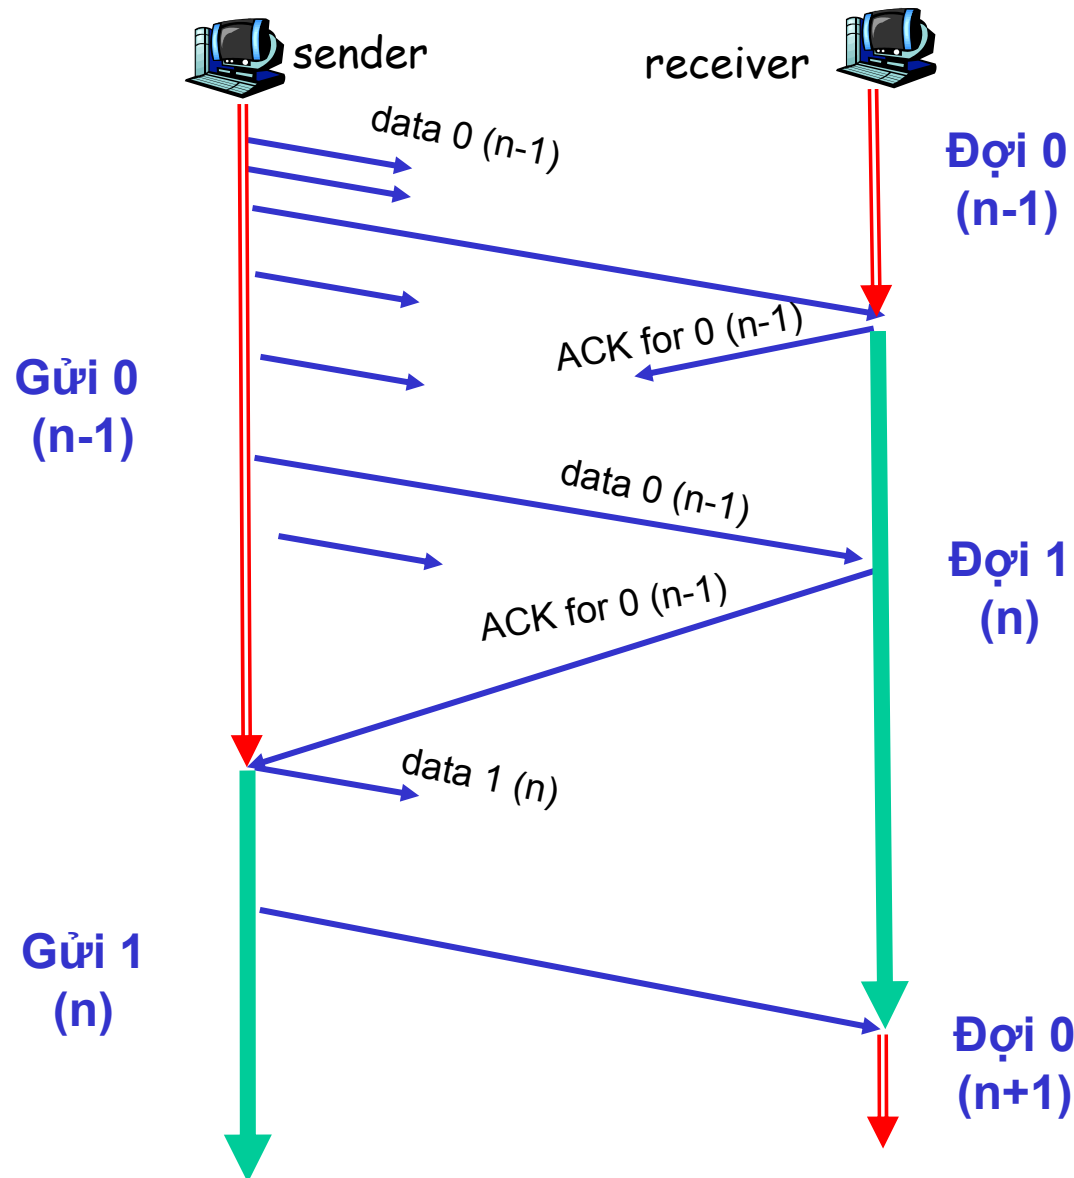 sender
receiver
data 0 (n-1)
Đợi 0
(n-1)
ACK for 0 (n-1)
Gửi 0
(n-1)
data 0 (n-1)
Đợi 1
(n)
ACK for 0 (n-1)
data 1 (n)
Gửi 1
(n)
Đợi 0
(n+1)